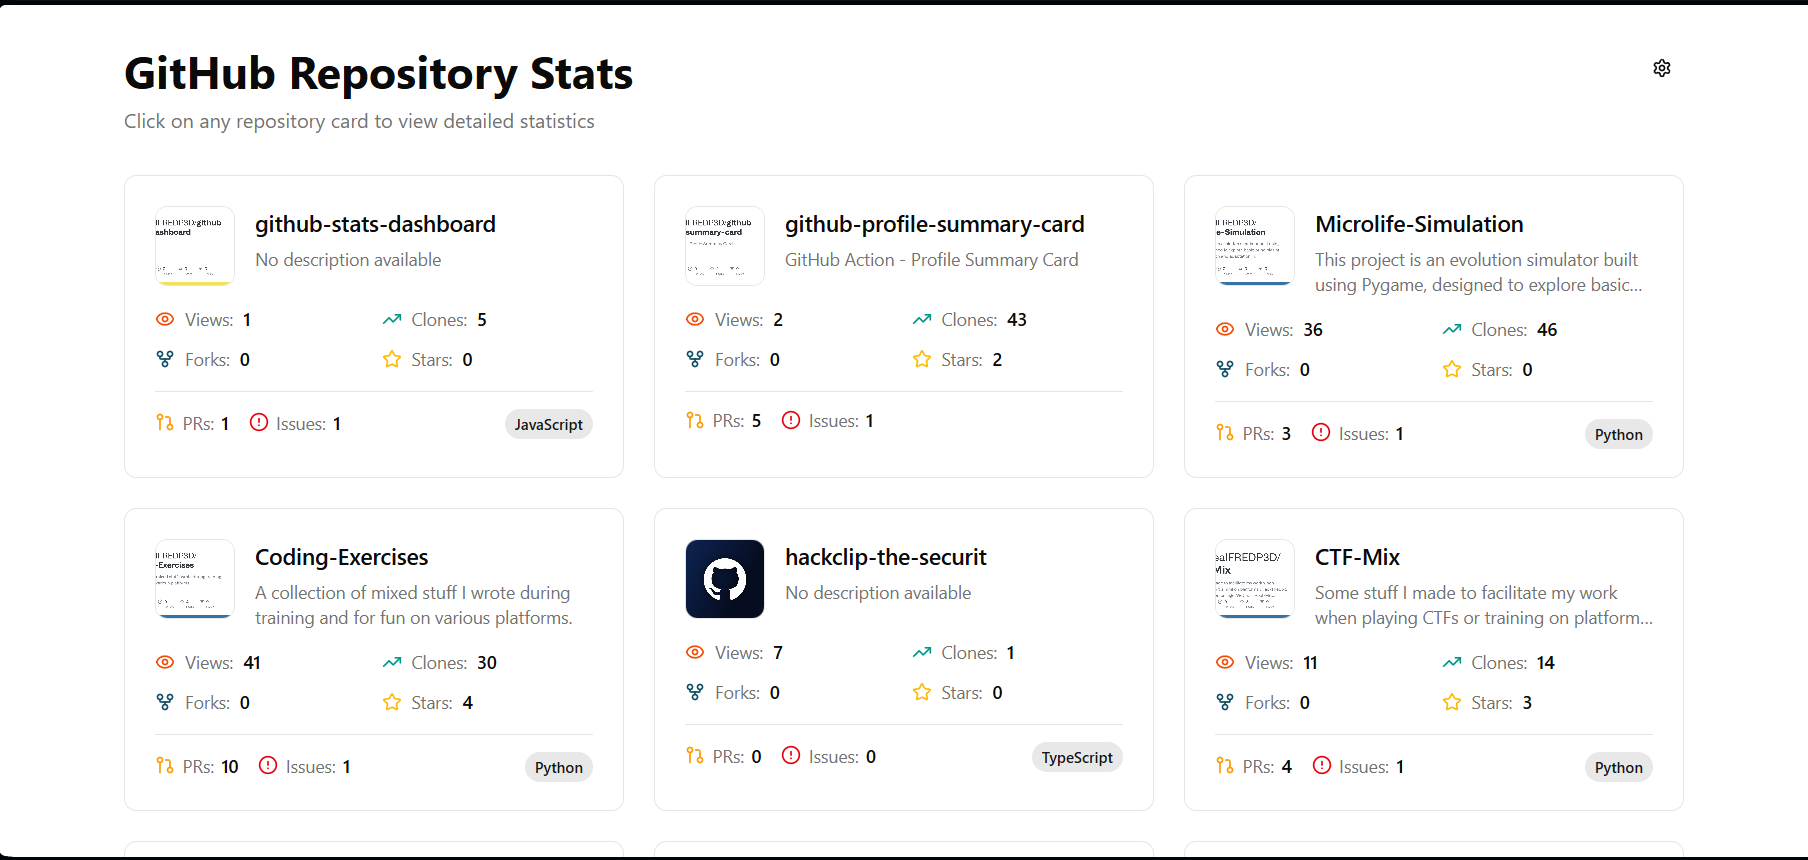 GitHub Repository Stats
Click on any repository card to view detailed statistics
github-stats-dashboard
No description available
Views: 1
Clones: 5
Forks: 0
Stars: 0
PRs: 1
Issues: 1
JavaScript
github-profile-summary-card
GitHub Action - Profile Summary Card
Views: 2
Clones: 43
Forks: 0
Stars: 2
PRs: 5
Issues: 1
Microlife-Simulation
This project is an evolution simulator built
using Pygame, designed to explore basic...
Views: 36
Clones: 46
Forks: 0
Stars: 0
PRs: 3
Issues: 1
Python
Coding-Exercises
A collection of mixed stuff I wrote during
training and for fun on various platforms.
Views: 41
Clones: 30
Forks: 0
Stars: 4
PRs: 10
Issues: 1
Python
hackclip-the-securit
No description available
Views: 7
Clones: 1
Forks: 0
Stars: 0
PRs: 0
Issues: 0
TypeScript
CTF-Mix
Some stuff I made to facilitate my work
when playing CTFs or training on platform...
Views: 11
Clones: 14
Forks: 0
Stars: 3
PRs: 4
Issues: 1
Python